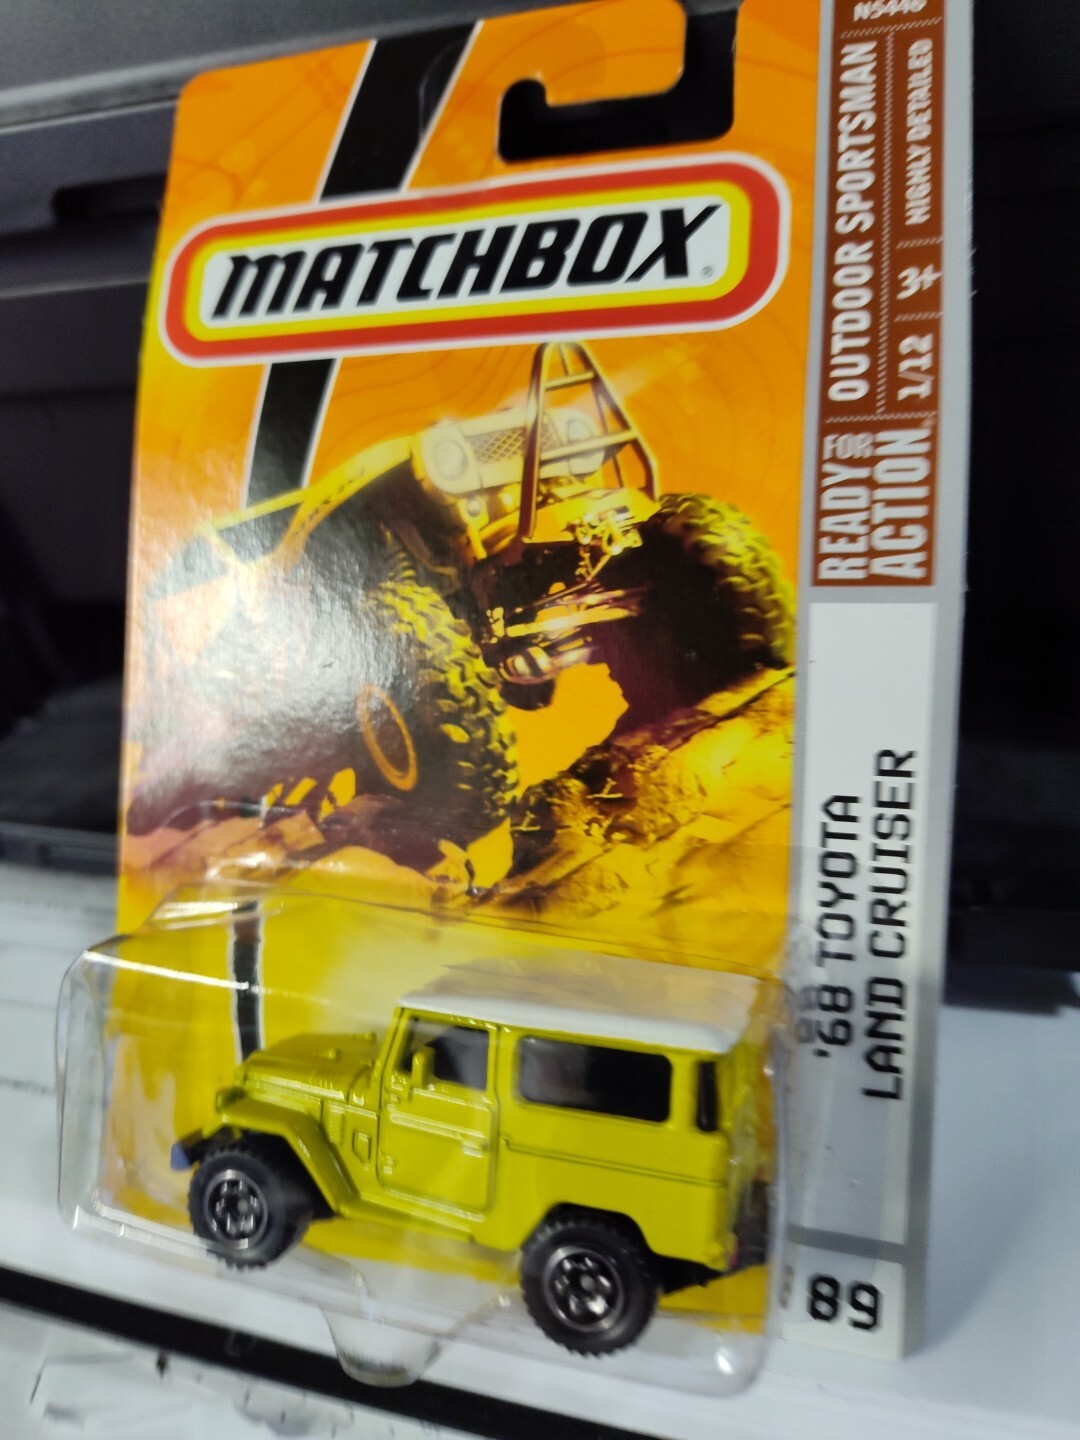 MATCHBOX®
N5446
HIGHLY DETAILED
OUTDOOR SPORTSMAN
3+
1/12
READY FOR
ACTION
'68 TOYOTA
LAND CRUISER
89